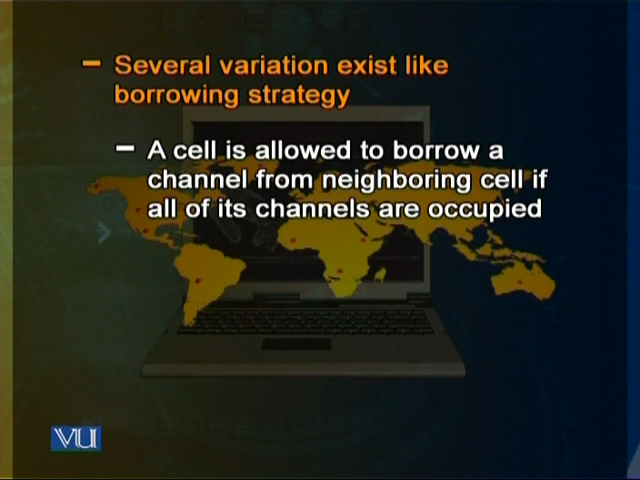 – Several variation exist like
borrowing strategy
– A cell is allowed to borrow a
channel from neighboring cell if
all of its channels are occupied
VU